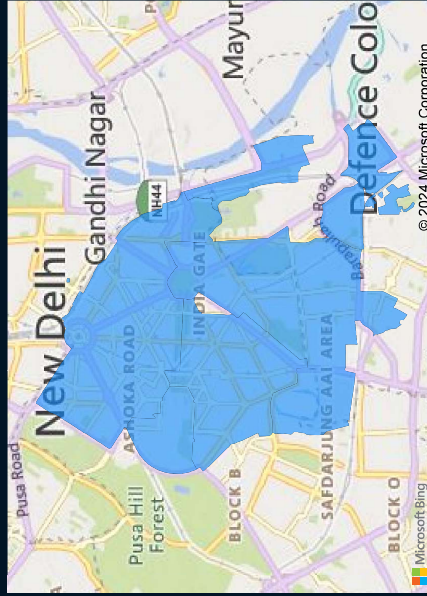 Pusa Road
New Delhi
Gandhi Nagar
ASHOKA ROAD
Pusa Hill
Forest
NH44
INDIA GATE
BLOCK B
Mayur
SAFDARJUNG AAI AREA
Road
Defence Colo
BLOCK O
Microsoft Bing
© 2024 Microsoft Corporation